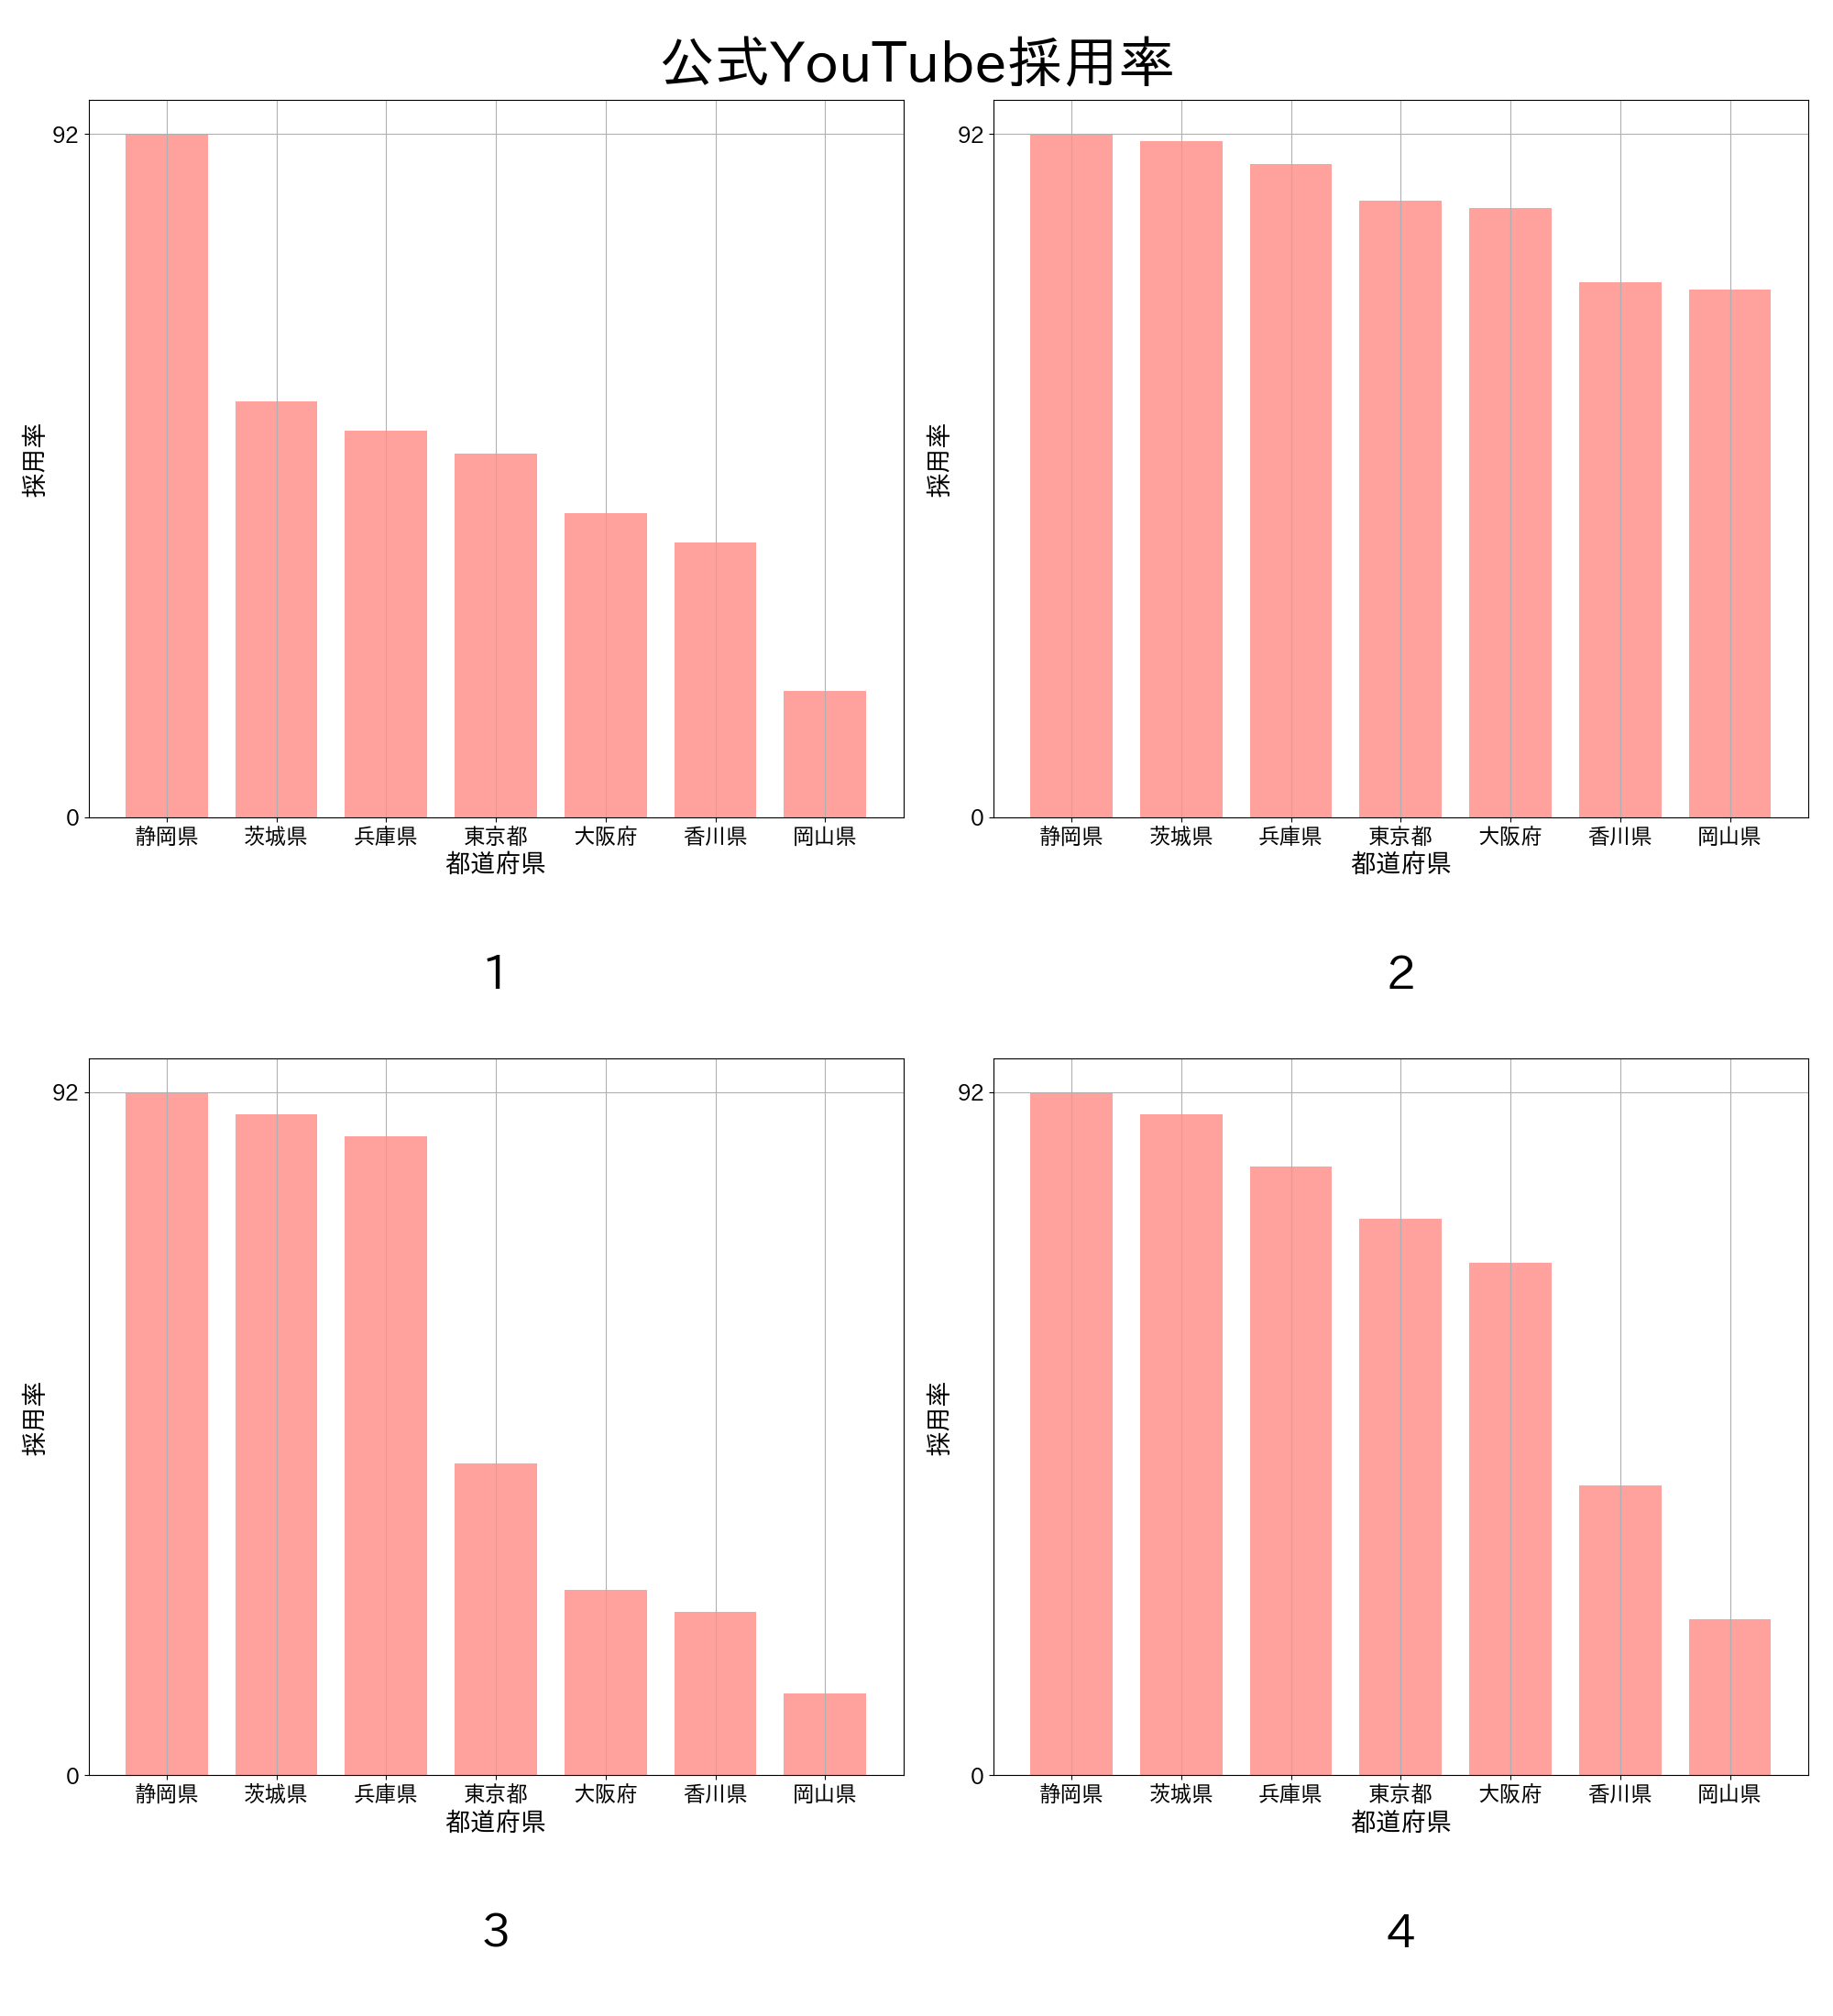 公式YouTube採用率
92
0
採用率
静岡県 茨城県 兵庫県 東京都 大阪府 香川県 岡山県
都道府県
1
92
0
採用率
静岡県 茨城県 兵庫県 東京都 大阪府 香川県 岡山県
都道府県
2
92
0
採用率
静岡県 茨城県 兵庫県 東京都 大阪府 香川県 岡山県
都道府県
3
92
0
採用率
静岡県 茨城県 兵庫県 東京都 大阪府 香川県 岡山県
都道府県
4